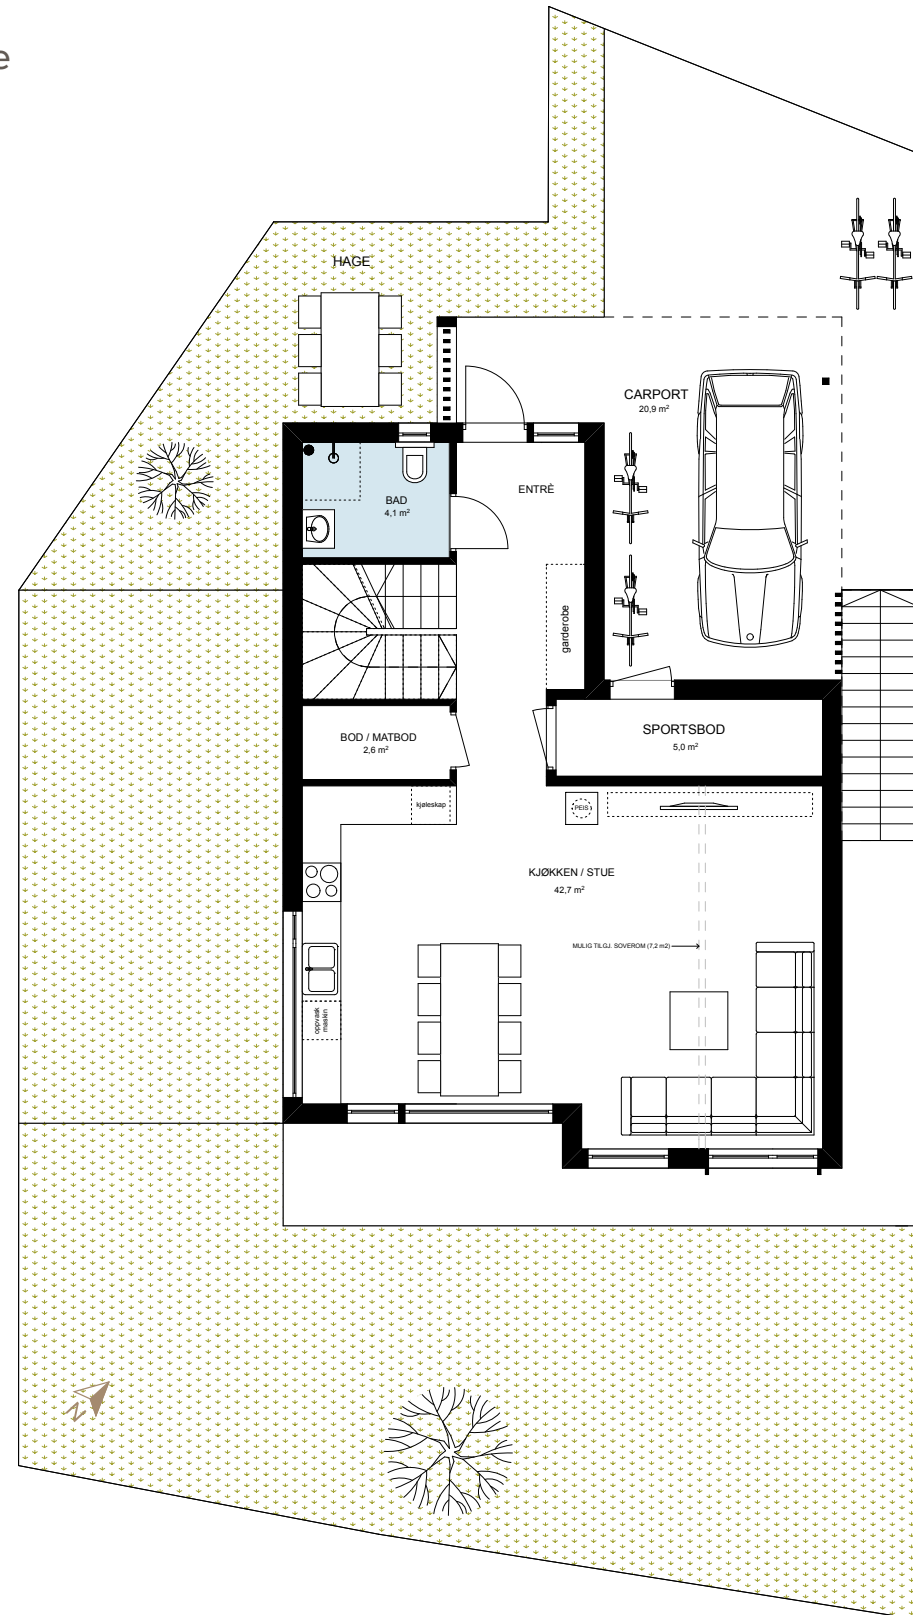 e
HAGE
CARPORT
20,9 m²
BAD
4,1 m²
ENTRÈ
garderobe
BOD / MATBOD
2,6 m²
SPORTSBOD
5,0 m²
kjøleskap
PEIS
KJØKKEN / STUE
42,7 m²
MULIG TILGJ. SOVEROM (7,2 m2)
oppvask
maskin
N